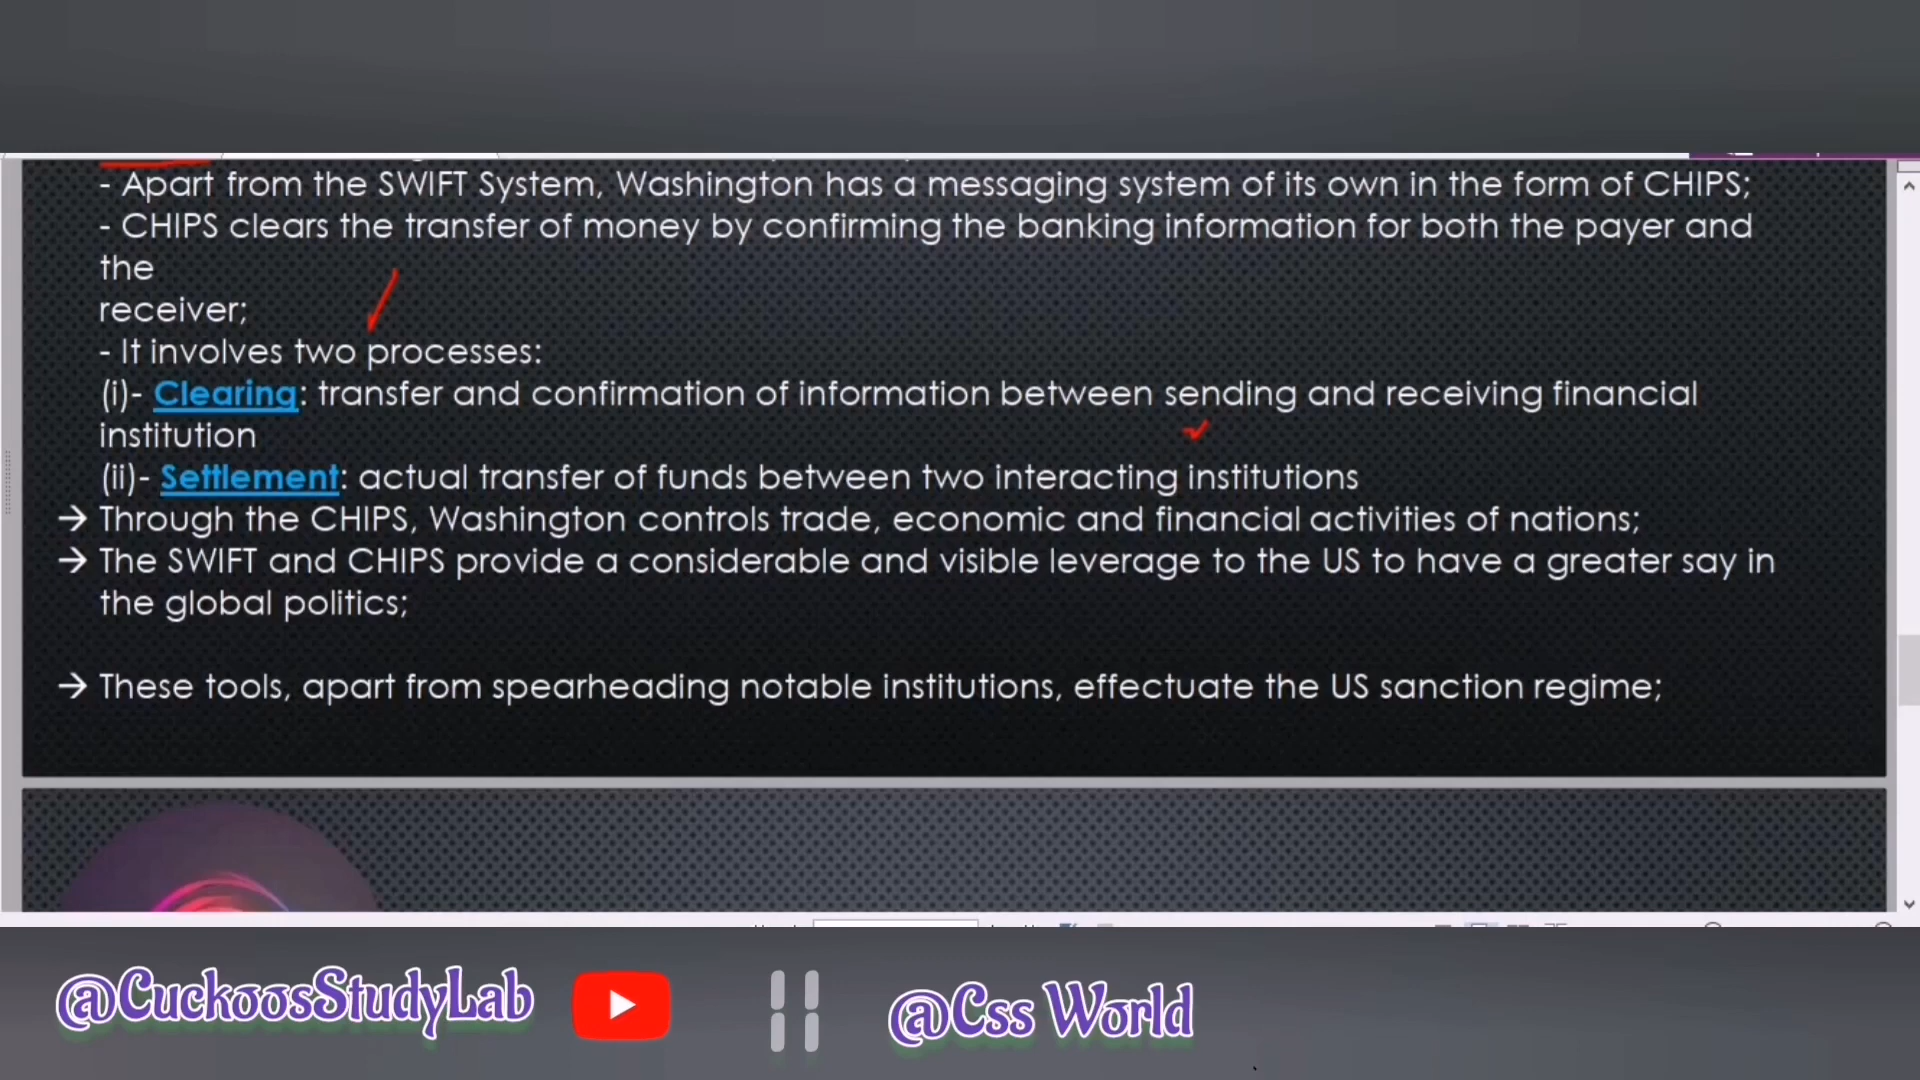 - Apart from the SWIFT System, Washington has a messaging system of its own in the form of CHIPS;
- CHIPS clears the transfer of money by confirming the banking information for both the payer and
the
receiver;
- It involves two processes:
(i)- Clearing: transfer and confirmation of information between sending and receiving financial
institution
(ii)- Settlement: actual transfer of funds between two interacting institutions
→ Through the CHIPS, Washington controls trade, economic and financial activities of nations;
→ The SWIFT and CHIPS provide a considerable and visible leverage to the US to have a greater say in
the global politics;
→ These tools, apart from spearheading notable institutions, effectuate the US sanction regime;
@CuckoosStudyLab
@Css World